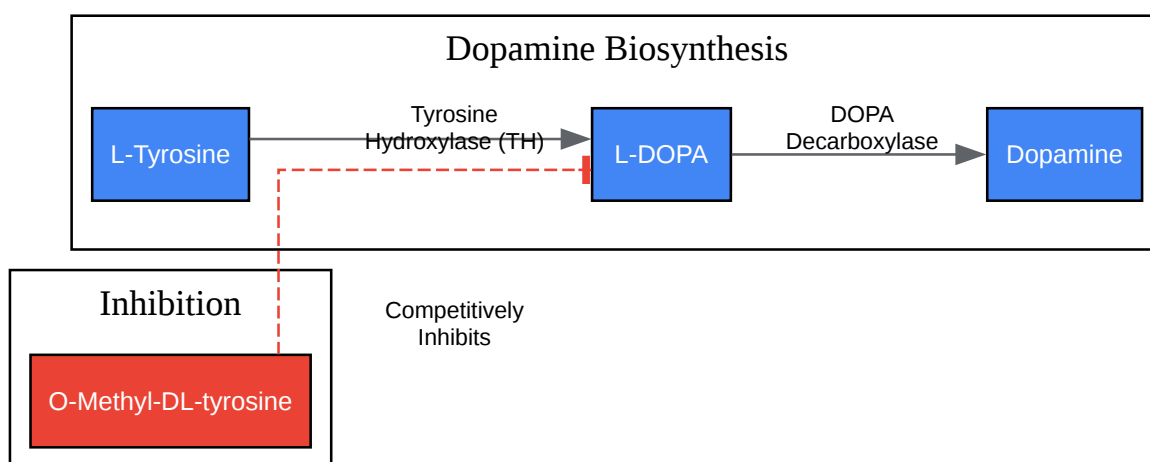 Dopamine Biosynthesis
Tyrosine
Hydroxylase (TH)
DOPA
Decarboxylase
L-Tyrosine
L-DOPA
Dopamine
Inhibition
Competitively
Inhibits
O-Methyl-DL-tyrosine